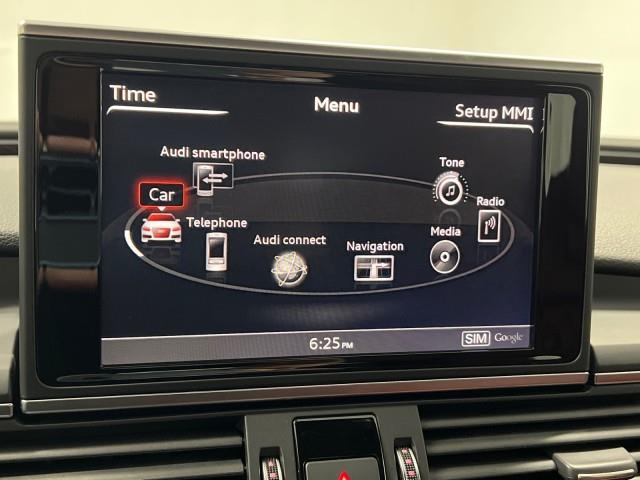 Time
Menu
Setup MMI
Audi smartphone
Tone
Car
Radio
Telephone
Media
Audi connect
Navigation
6:25 PM
SIM Google